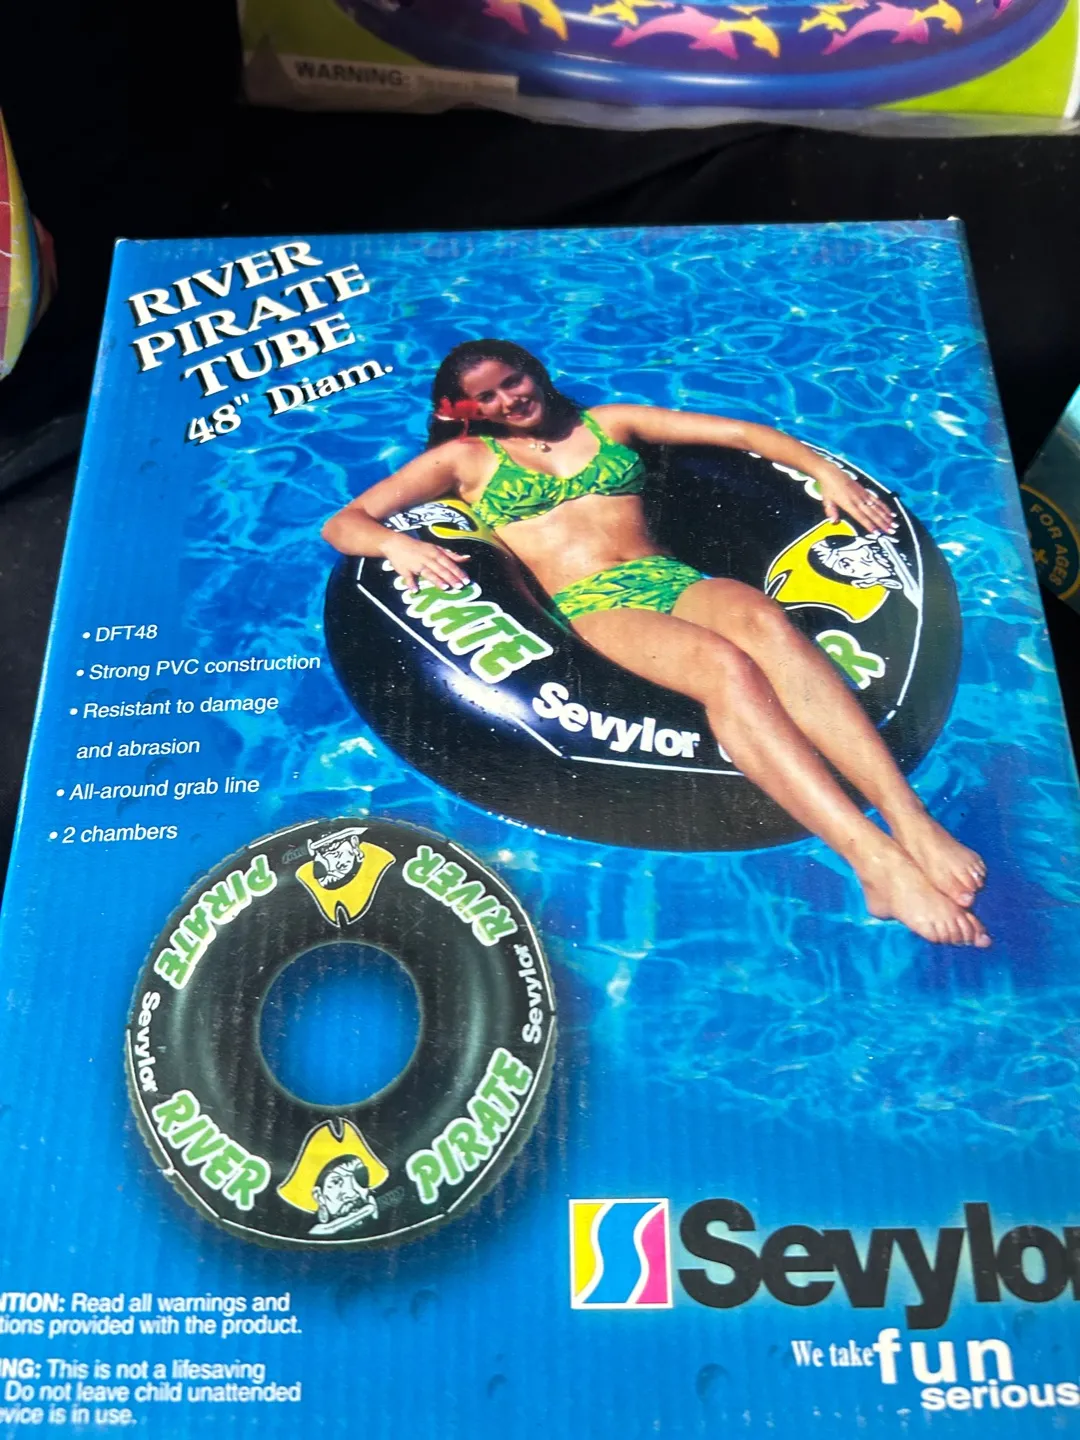 WARNING:
RIVER
PIRATE
TUBE
48" Diam.
FOR AGES
• DFT48
• Strong PVC construction
• Resistant to damage
and abrasion
• All-around grab line
• 2 chambers
PIRATE
Sevylor
R
PIRATE
RIVER
Sevylor
Sevylor
RIVER
PIRATE
Sevylor
We take fun
serious
NTION: Read all warnings and
tions provided with the product.
NG: This is not a lifesaving
Do not leave child unattended
vice is in use.